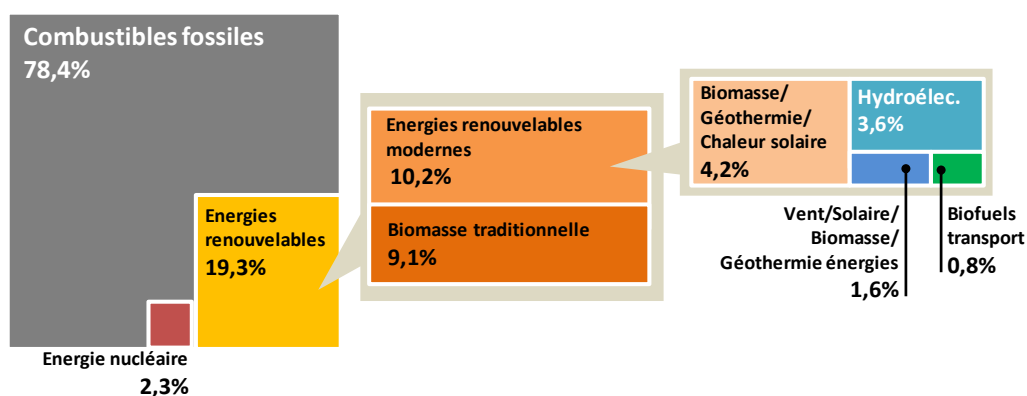 Combustibles fossiles
78,4%
Energies
renouvelables
19,3%
Energie nucléaire
2,3%
Energies renouvelables
modernes
10,2%
Biomasse traditionnelle
9,1%
Biomasse/
Géothermie/
Chaleur solaire
4,2%
Hydroélec.
3,6%
Vent/Solaire/
Biomasse/
Géothermie énergies
1,6%
Biofuels
transport
0,8%